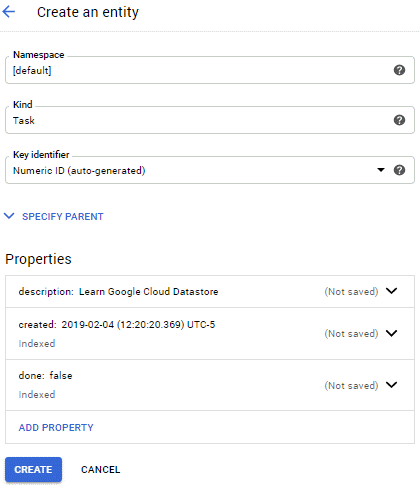 Create an entity
Namespace
[default]
Kind
Task
Key identifier
Numeric ID (auto-generated)
SPECIFY PARENT
Properties
description: Learn Google Cloud Datastore (Not saved)
created: 2019-02-04 (12:20:20.369) UTC-5 (Not saved)
Indexed
done: false (Not saved)
Indexed
ADD PROPERTY
CREATE CANCEL